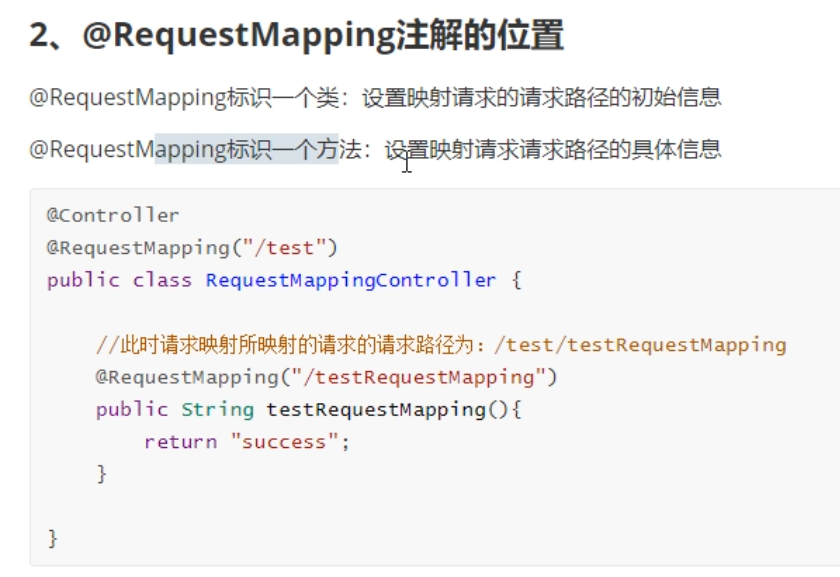 2、@RequestMapping注解的位置
@RequestMapping标识一个类：设置映射请求的请求路径的初始信息
@RequestMapping标识一个方法：设置映射请求请求路径的具体信息
@Controller
@RequestMapping("/test")
public class RequestMappingController {
//此时请求映射所映射的请求的请求路径为：/test/testRequestMapping
@RequestMapping("/testRequestMapping")
public String testRequestMapping(){
return "success";
}
}